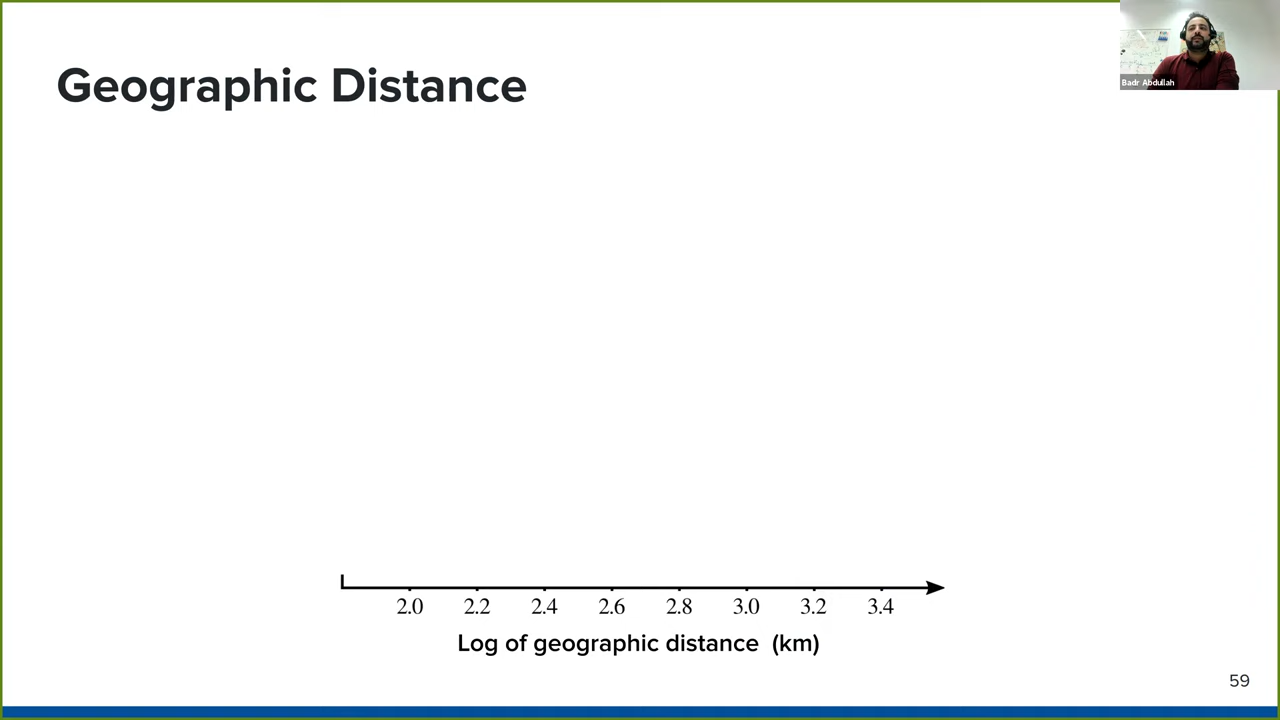 Geographic Distance
Badr Abdullah
2.0 2.2 2.4 2.6 2.8 3.0 3.2 3.4
Log of geographic distance (km)
59